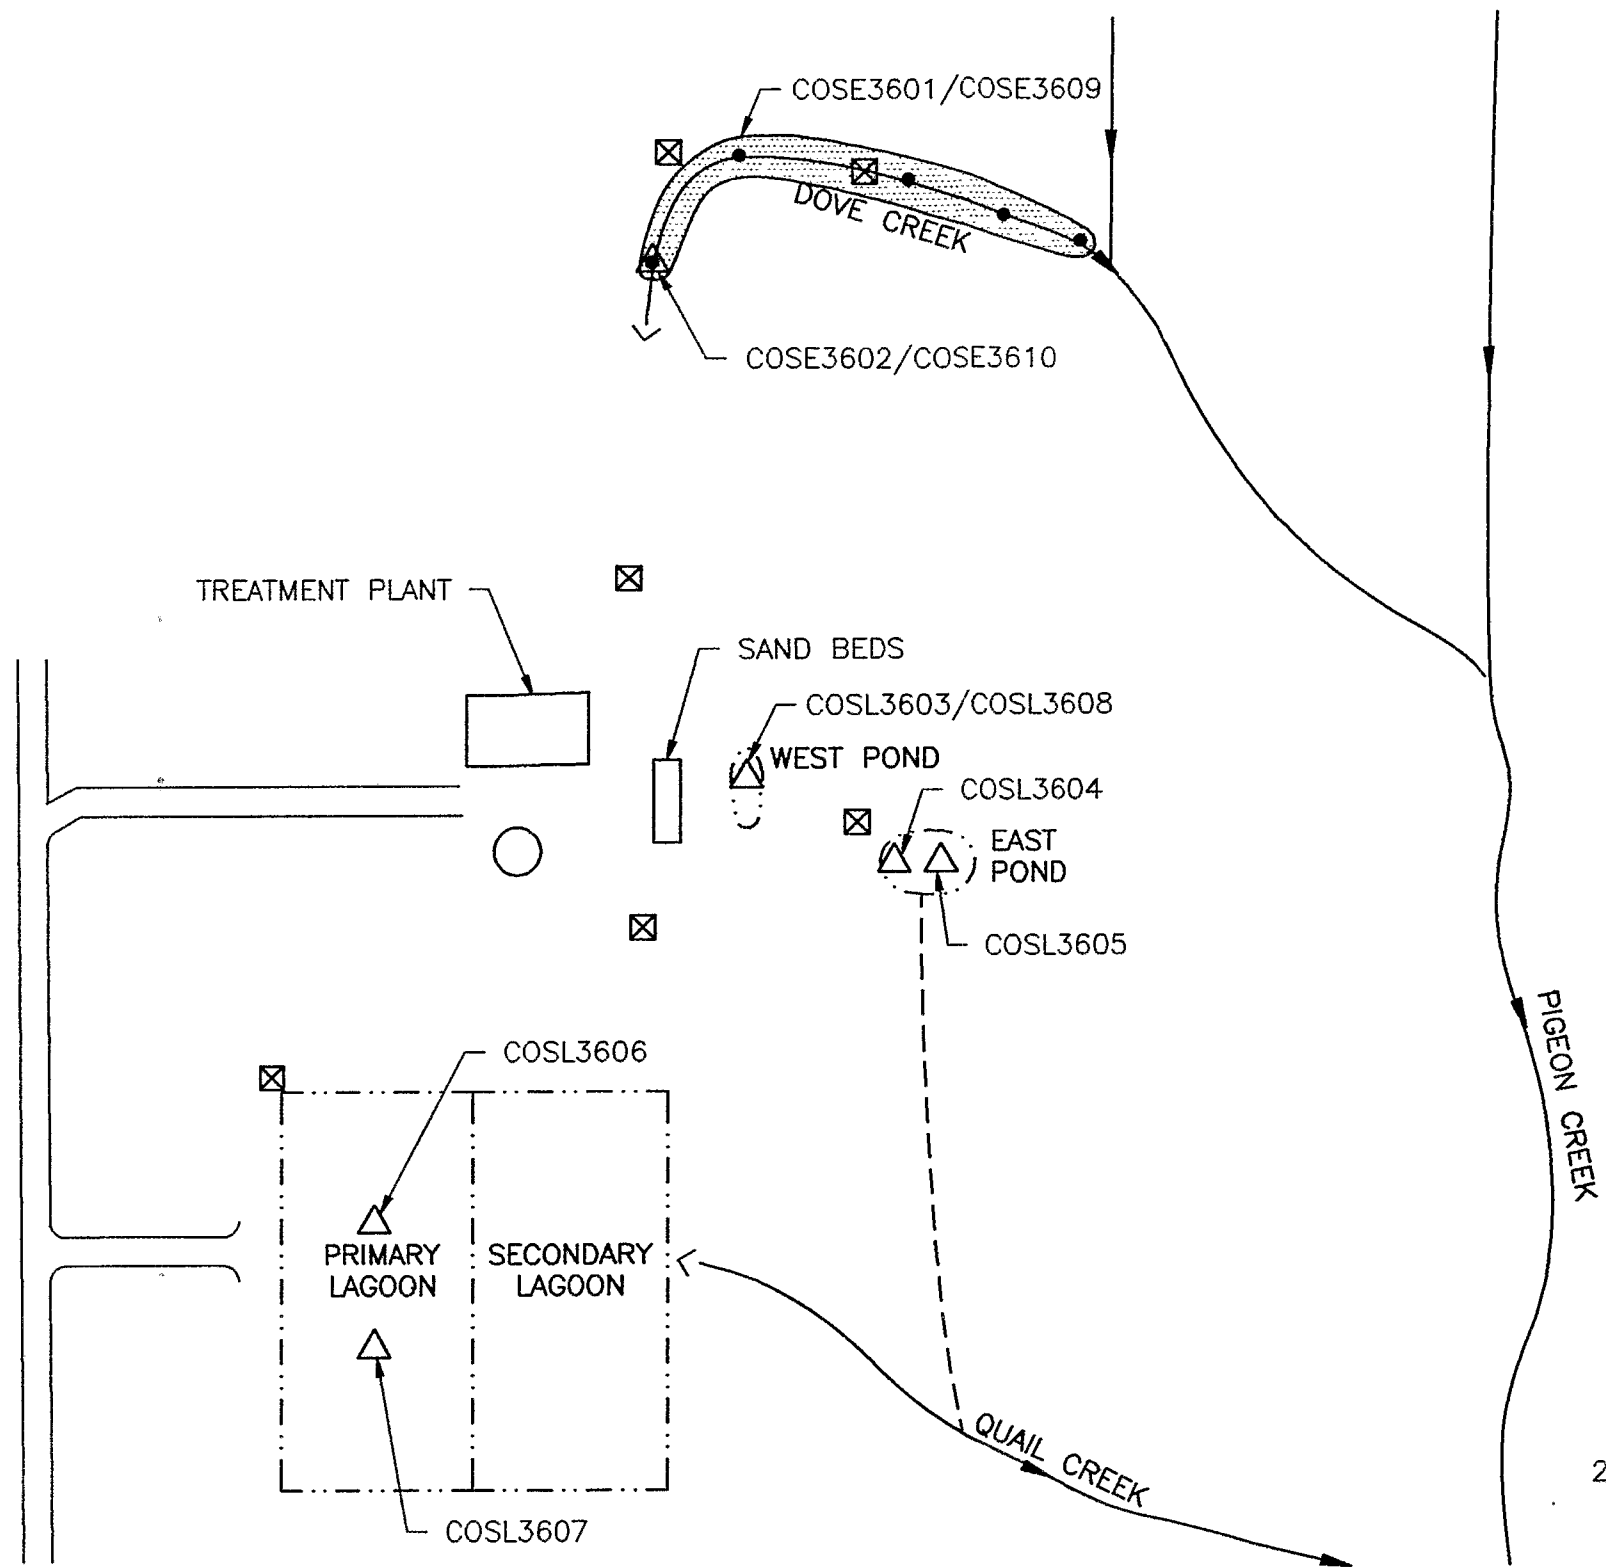 COSE3601/COSE3609
DOVE CREEK
COSE3602/COSE3610
TREATMENT PLANT
SAND BEDS
COSL3603/COSL3608
WEST POND
COSL3604
EAST
POND
COSL3605
PIGEON CREEK
COSL3606
PRIMARY
LAGOON
SECONDARY
LAGOON
QUAIL CREEK
2
COSL3607